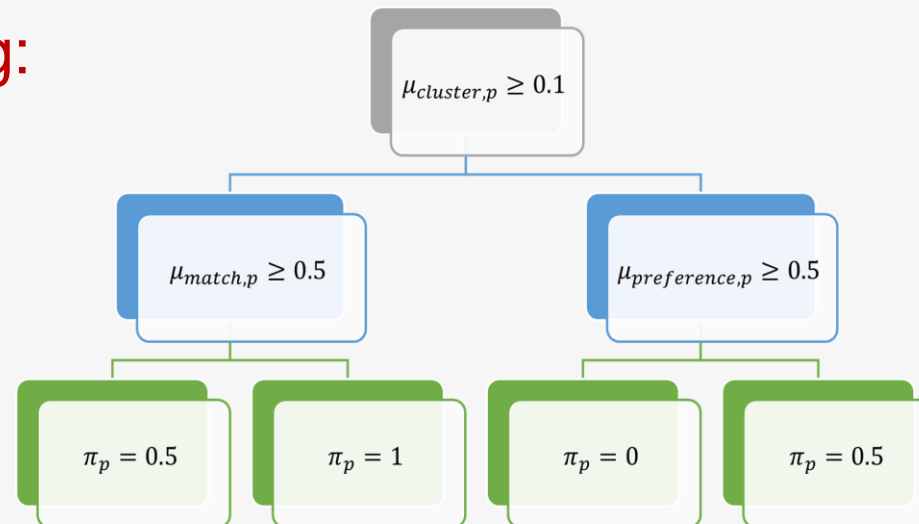 g:
μ_{cluster,p} ≥ 0.1
μ_{match,p} ≥ 0.5
μ_{preference,p} ≥ 0.5
π_p = 0.5
π_p = 1
π_p = 0
π_p = 0.5